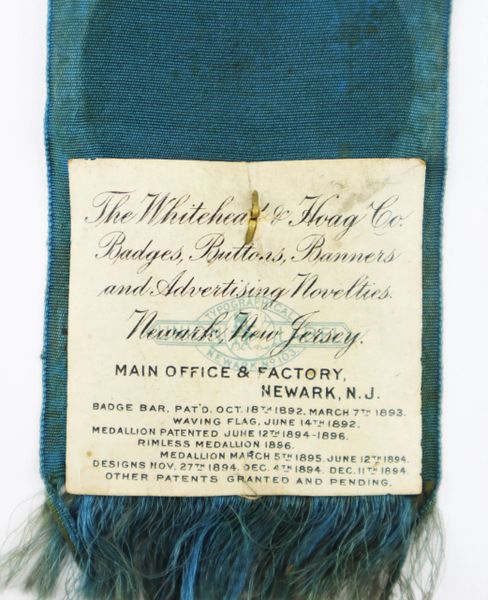 The Whitehead & Hoag Co.
Badges, Buttons, Banners
and Advertising Novelties.
TYPOGRAPHICAL
Newark, New Jersey.
MAIN OFFICE & FACTORY,
NEWARK, N.J.
BADGE BAR, PAT'D. OCT. 18TH 1892. MARCH 7TH 1893.
WAVING FLAG, JUNE 14TH 1892.
MEDALLION PATENTED JUNE 12TH 1894-1896.
RIMLESS MEDALLION 1896.
MEDALLION MARCH 5TH 1895. JUNE 12TH 1894.
DESIGNS NOV. 27TH 1894. DEC. 4TH 1894. DEC. 11TH 1894.
OTHER PATENTS GRANTED AND PENDING.